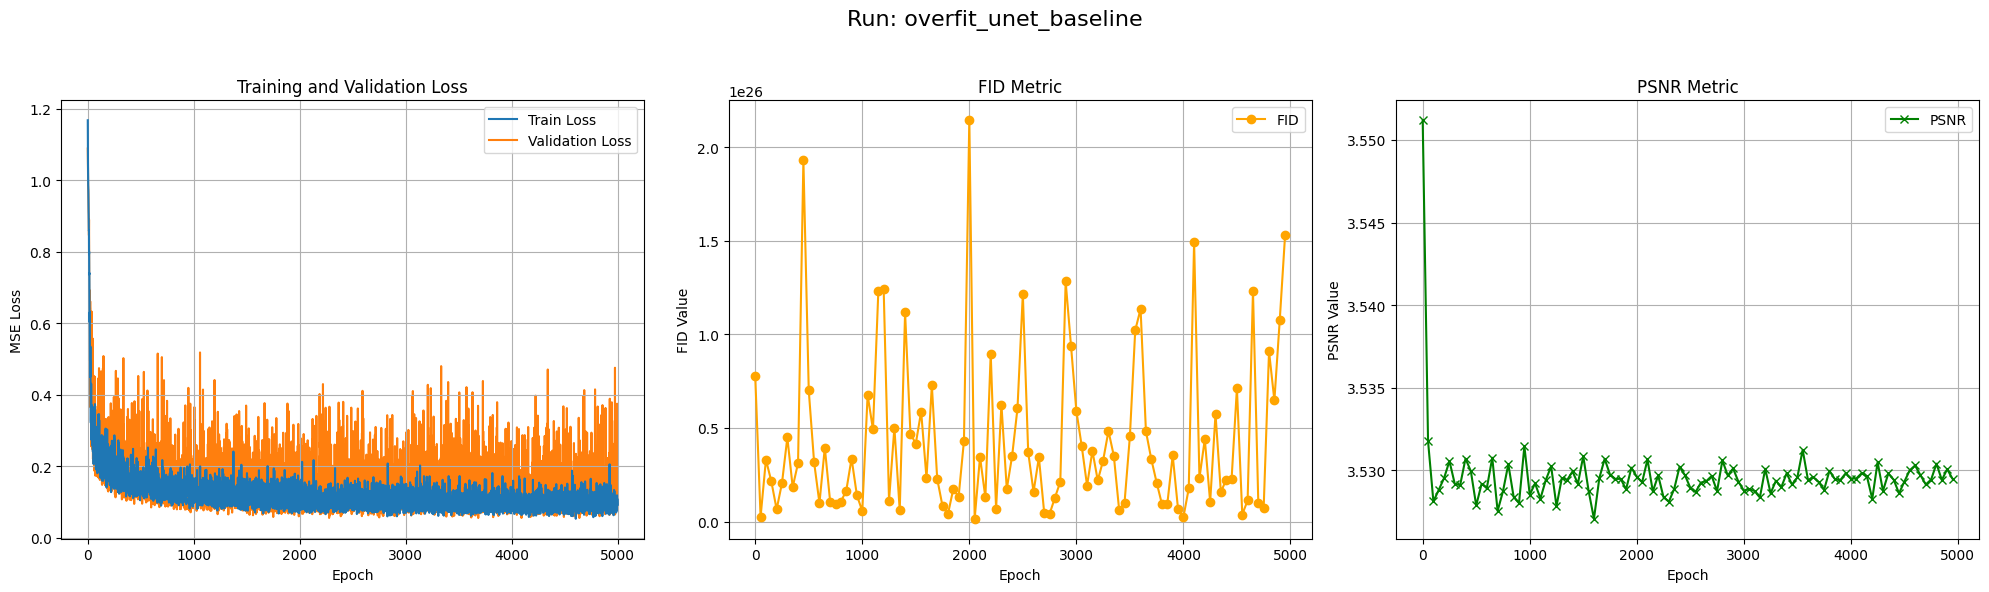 Run: overfit_unet_baseline
Training and Validation Loss
MSE Loss
1.2
1.0
0.8
0.6
0.4
0.2
0.0
0
1000
2000
3000
4000
5000
Epoch
Train Loss
Validation Loss
FID Metric
1e26
FID Value
2.0
1.5
1.0
0.5
0.0
0
1000
2000
3000
4000
5000
Epoch
FID
PSNR Metric
PSNR Value
3.550
3.545
3.540
3.535
3.530
0
1000
2000
3000
4000
5000
Epoch
PSNR